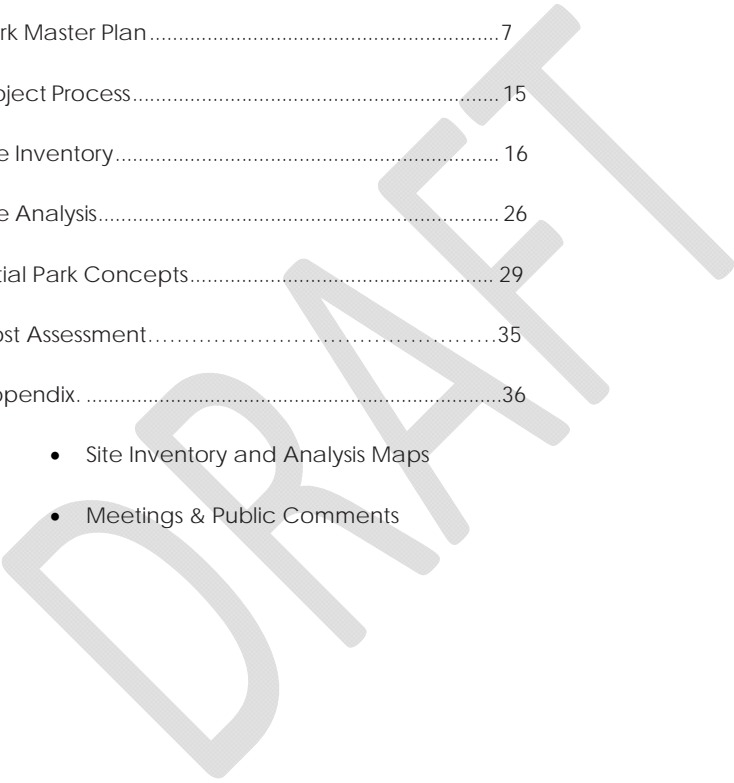 rk Master Plan.............................................................7
oject Process................................................................ 15
e Inventory................................................................... 16
e Analysis...................................................................... 26
tial Park Concepts..................................................... 29
ost Assessment……………………………………….35
ppendix. .........................................................................36
• Site Inventory and Analysis Maps
• Meetings & Public Comments
DRAFT